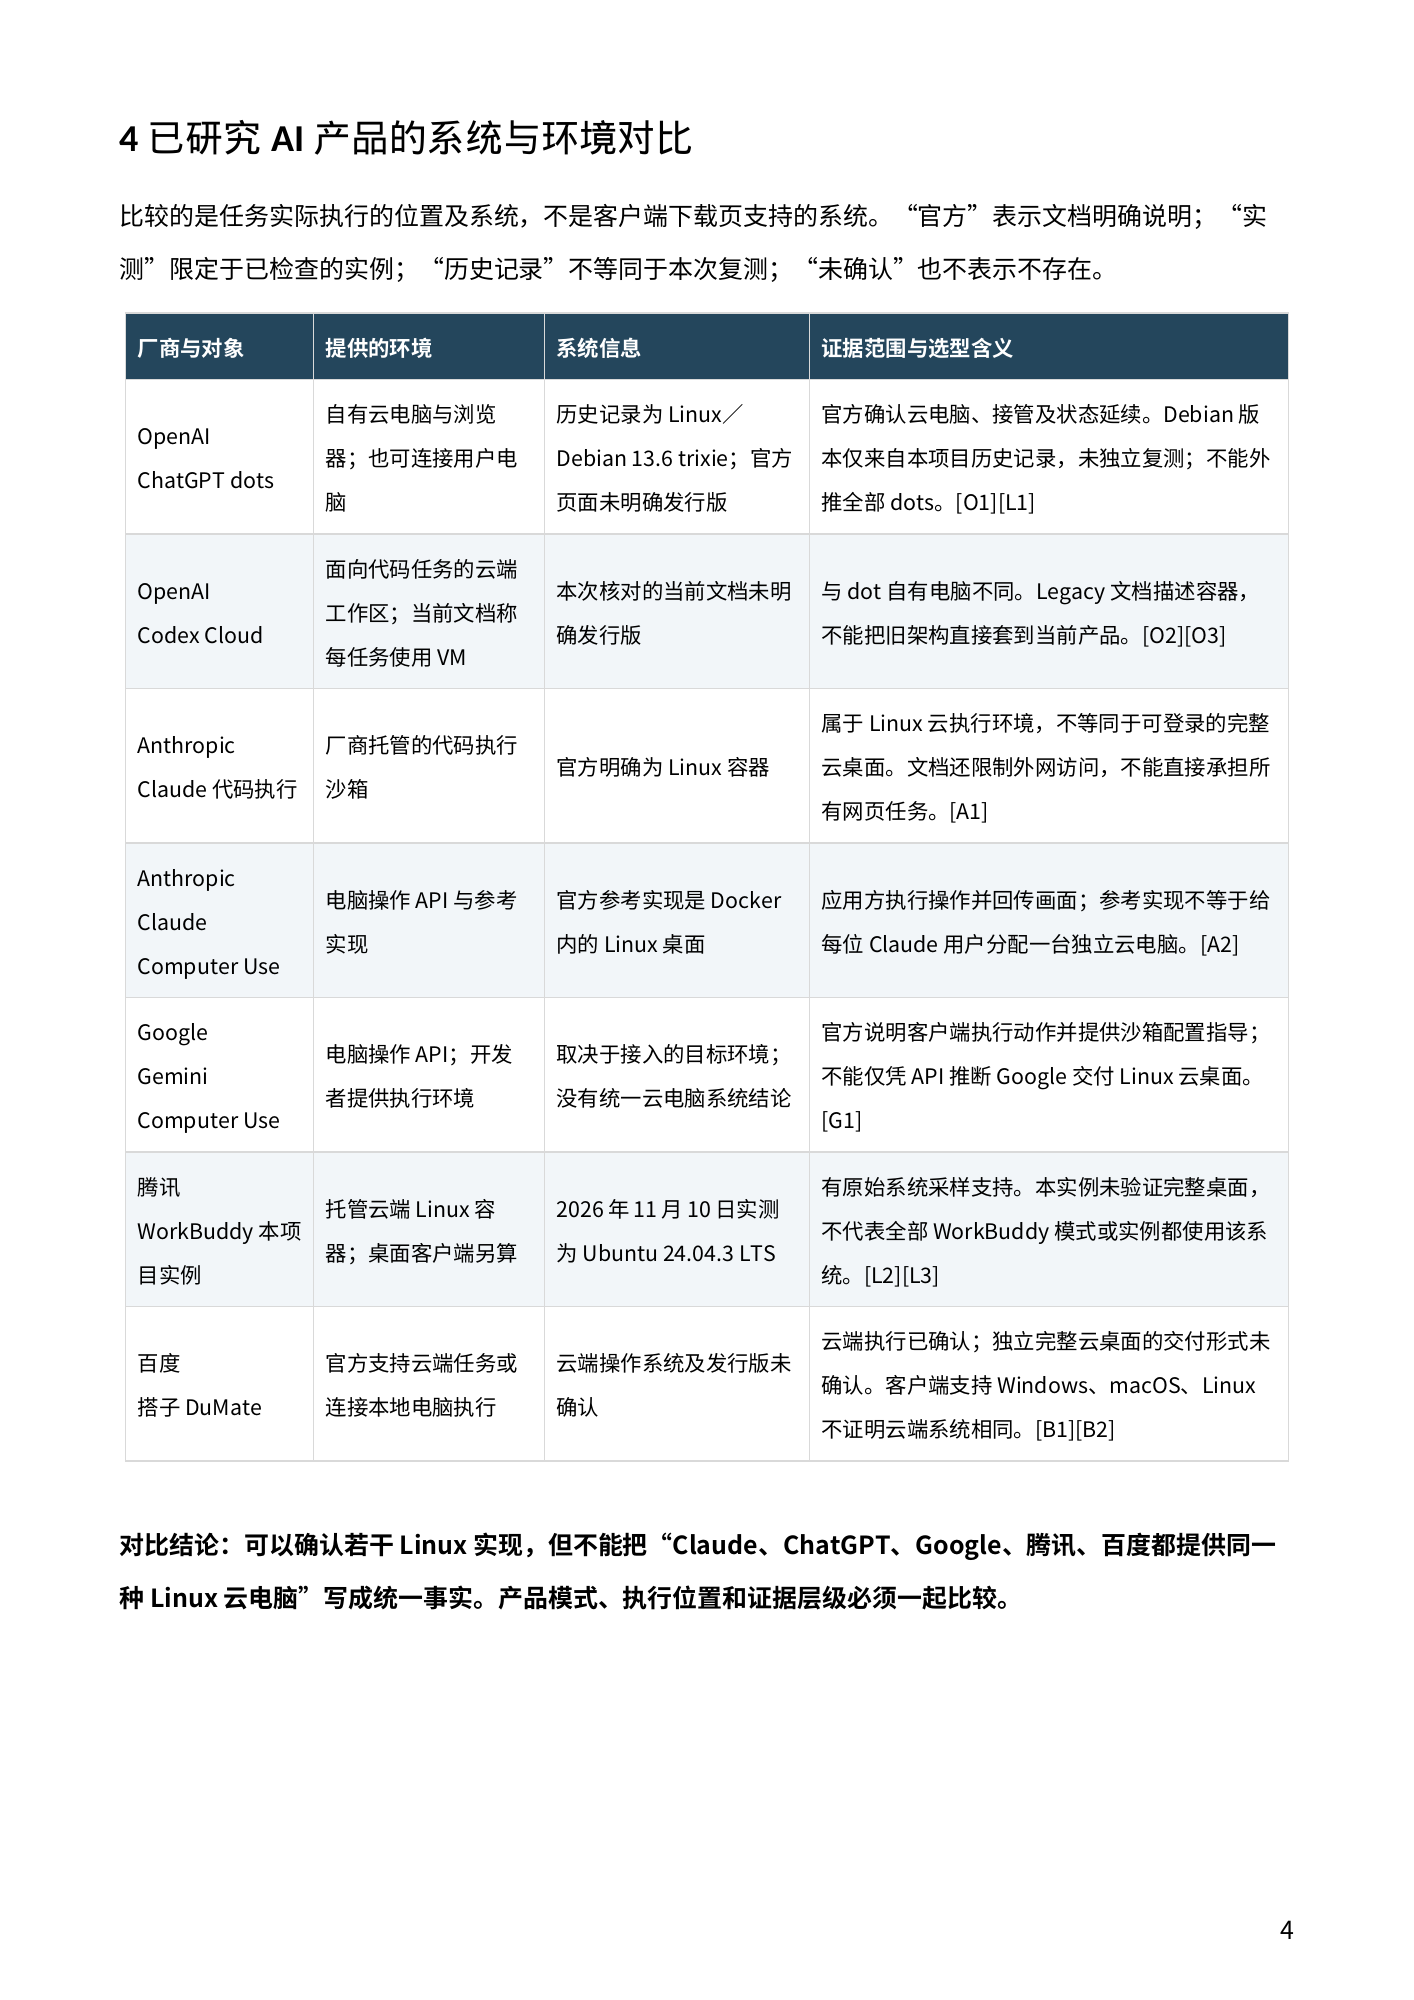 4 已研究 AI 产品的系统与环境对比
比较的是任务实际执行的位置及系统，不是客户端下载页支持的系统。“官方”表示文档明确说明；“实
测”限定于已检查的实例；“历史记录”不等同于本次复测；“未确认”也不表示不存在。
厂商与对象
提供的环境
系统信息
证据范围与选型含义
OpenAI
ChatGPT dots
自有云电脑与浏览
器；也可连接用户电
脑
历史记录为 Linux／
Debian 13.6 trixie；官方
页面未明确发行版
官方确认云电脑、接管及状态延续。Debian 版
本仅来自本项目历史记录，未独立复测；不能外
推全部 dots。[O1][L1]
OpenAI
Codex Cloud
面向代码任务的云端
工作区；当前文档称
每任务使用 VM
本次核对的当前文档未明
确发行版
与 dot 自有电脑不同。Legacy 文档描述容器，
不能把旧架构直接套到当前产品。[O2][O3]
Anthropic
Claude 代码执行
厂商托管的代码执行
沙箱
官方明确为 Linux 容器
属于 Linux 云执行环境，不等同于可登录的完整
云桌面。文档还限制外网访问，不能直接承担所
有网页任务。[A1]
Anthropic
Claude
Computer Use
电脑操作 API 与参考
实现
官方参考实现是 Docker
内的 Linux 桌面
应用方执行操作并回传画面；参考实现不等于给
每位 Claude 用户分配一台独立云电脑。[A2]
Google
Gemini
Computer Use
电脑操作 API；开发
者提供执行环境
取决于接入的目标环境；
没有统一云电脑系统结论
官方说明客户端执行动作并提供沙箱配置指导；
不能仅凭 API 推断 Google 交付 Linux 云桌面。
[G1]
腾讯
WorkBuddy 本项
目实例
托管云端 Linux 容
器；桌面客户端另算
2026 年 11 月 10 日实测
为 Ubuntu 24.04.3 LTS
有原始系统采样支持。本实例未验证完整桌面，
不代表全部 WorkBuddy 模式或实例都使用该系
统。[L2][L3]
百度
搭子 DuMate
官方支持云端任务或
连接本地电脑执行
云端操作系统及发行版未
确认
云端执行已确认；独立完整云桌面的交付形式未
确认。客户端支持 Windows、macOS、Linux
不证明云端系统相同。[B1][B2]
对比结论：可以确认若干 Linux 实现，但不能把“Claude、ChatGPT、Google、腾讯、百度都提供同一
种 Linux 云电脑”写成统一事实。产品模式、执行位置和证据层级必须一起比较。
4